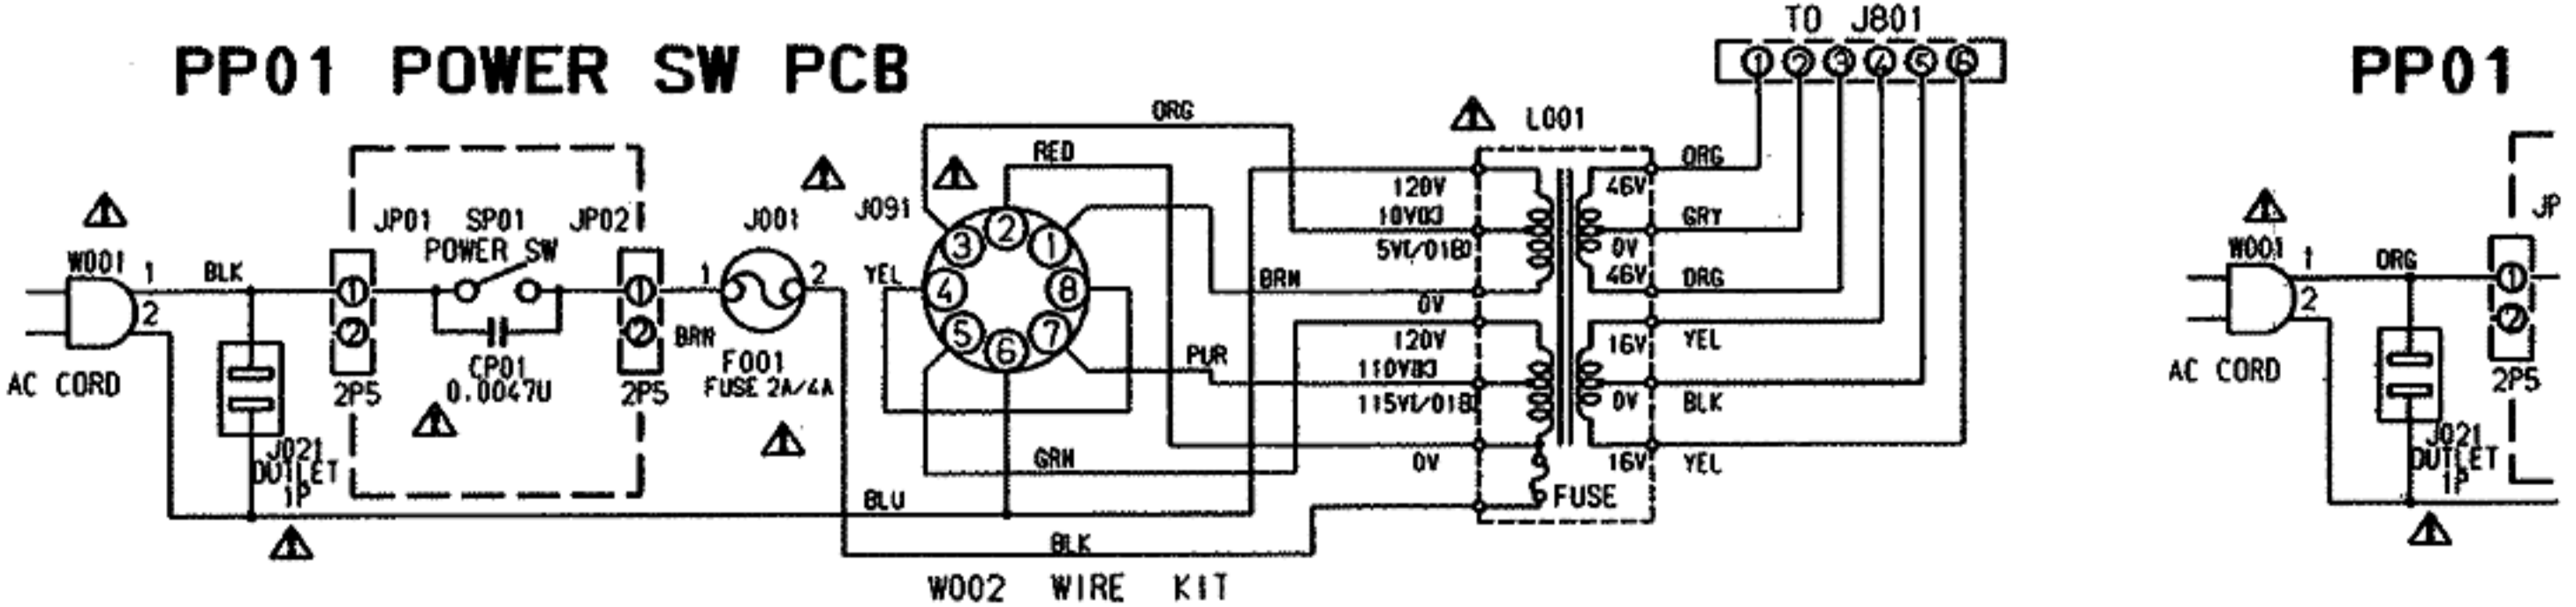 TO J801
PP01 POWER SW PCB
PP01
1 2 3 4 5 6
ORG
RED
L001
ORG
120V
46V
J091
JP01 SP01 JP02
POWER SW
J001
2
3 1
GRY
0V
W001 1
BLK
1
1
1 2
YEL
4 8
BRN
46V
ORG
W001 1
ORG
1
2
2
2
BRN
5 7
6
0V
120V
16V
YEL
2
2
AC CORD
2P5
CP01
0.0047U
2P5
F001
FUSE 2A/4A
PUR
0V
BLK
AC CORD
2P5
J021
OUTLET
1P
GRN
0V
16V
YEL
J021
OUTLET
1P
BLU
FUSE
BLK
W002 WIRE KIT